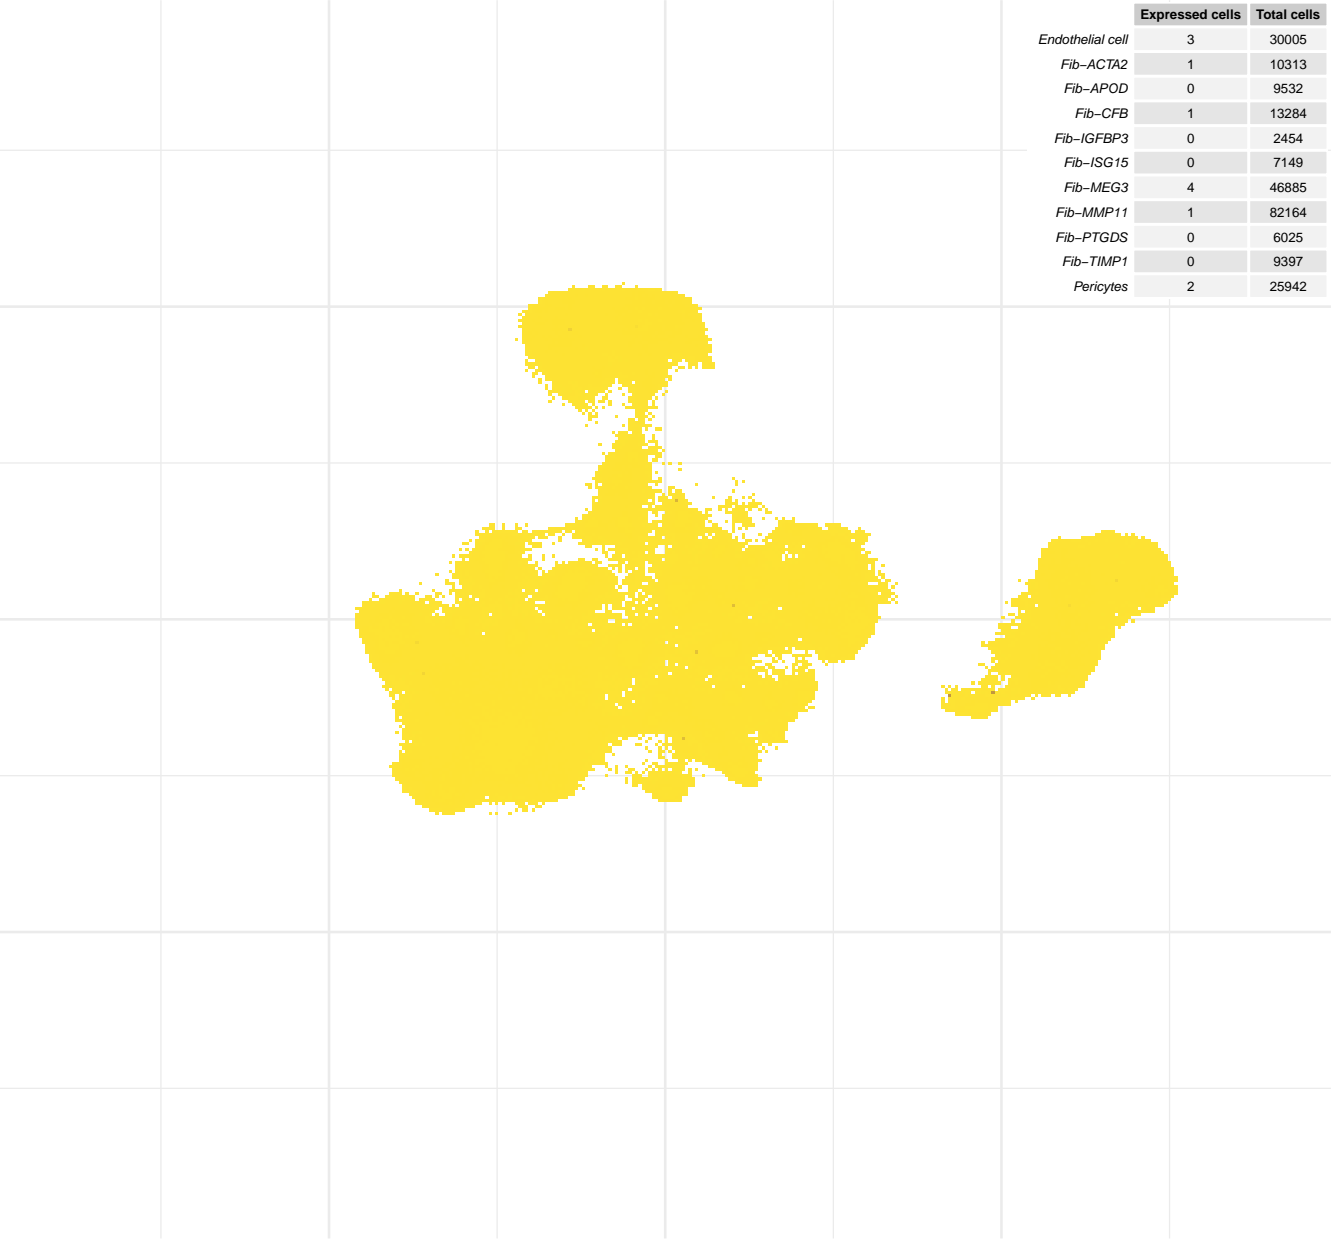 Expressed cells Total cells
Endothelial cell 3 30005
Fib−ACTA2 1 10313
Fib−APOD 0 9532
Fib−CFB 1 13284
Fib−IGFBP3 0 2454
Fib−ISG15 0 7149
Fib−MEG3 4 46885
Fib−MMP11 1 82164
Fib−PTGDS 0 6025
Fib−TIMP1 0 9397
Pericytes 2 25942